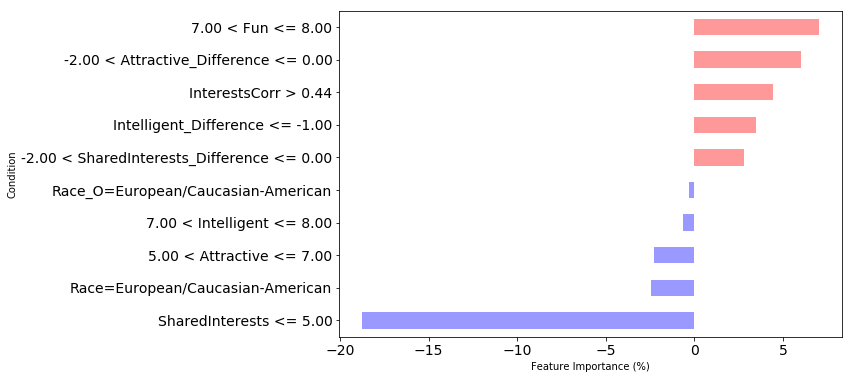 7.00 < Fun <= 8.00
-2.00 < Attractive_Difference <= 0.00
InterestsCorr > 0.44
Intelligent_Difference <= -1.00
-2.00 < SharedInterests_Difference <= 0.00
Race_O=European/Caucasian-American
7.00 < Intelligent <= 8.00
5.00 < Attractive <= 7.00
Race=European/Caucasian-American
SharedInterests <= 5.00
Condition
−20 −15 −10 −5 0 5
Feature Importance (%)